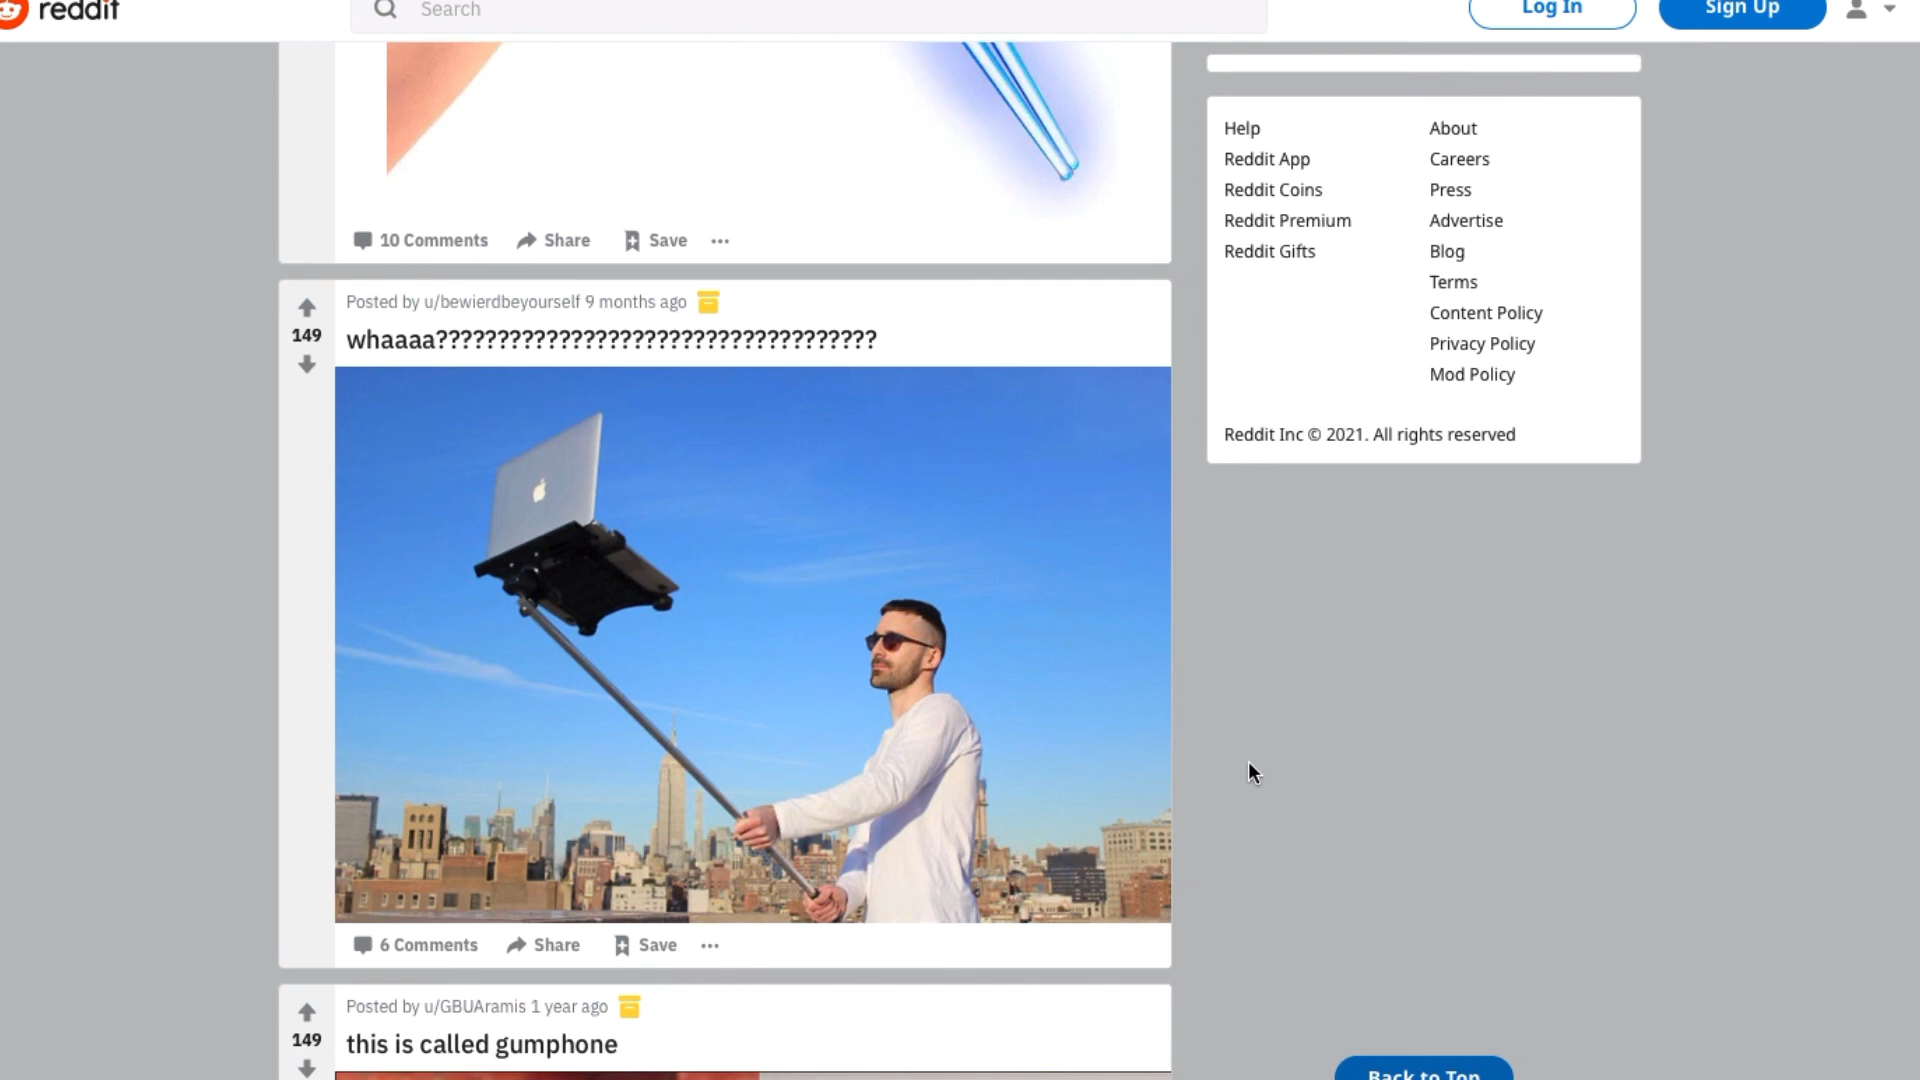 reddit
Search
Log In
Sign Up
10 Comments
Share
Save
Posted by u/bewierdbeyourself 9 months ago
149
whaaaa????????????????????????????????????
6 Comments
Share
Save
Posted by u/GBUAramis 1 year ago
149
this is called gumphone
Help
Reddit App
Reddit Coins
Reddit Premium
Reddit Gifts
About
Careers
Press
Advertise
Blog
Terms
Content Policy
Privacy Policy
Mod Policy
Reddit Inc © 2021. All rights reserved
Back to Top